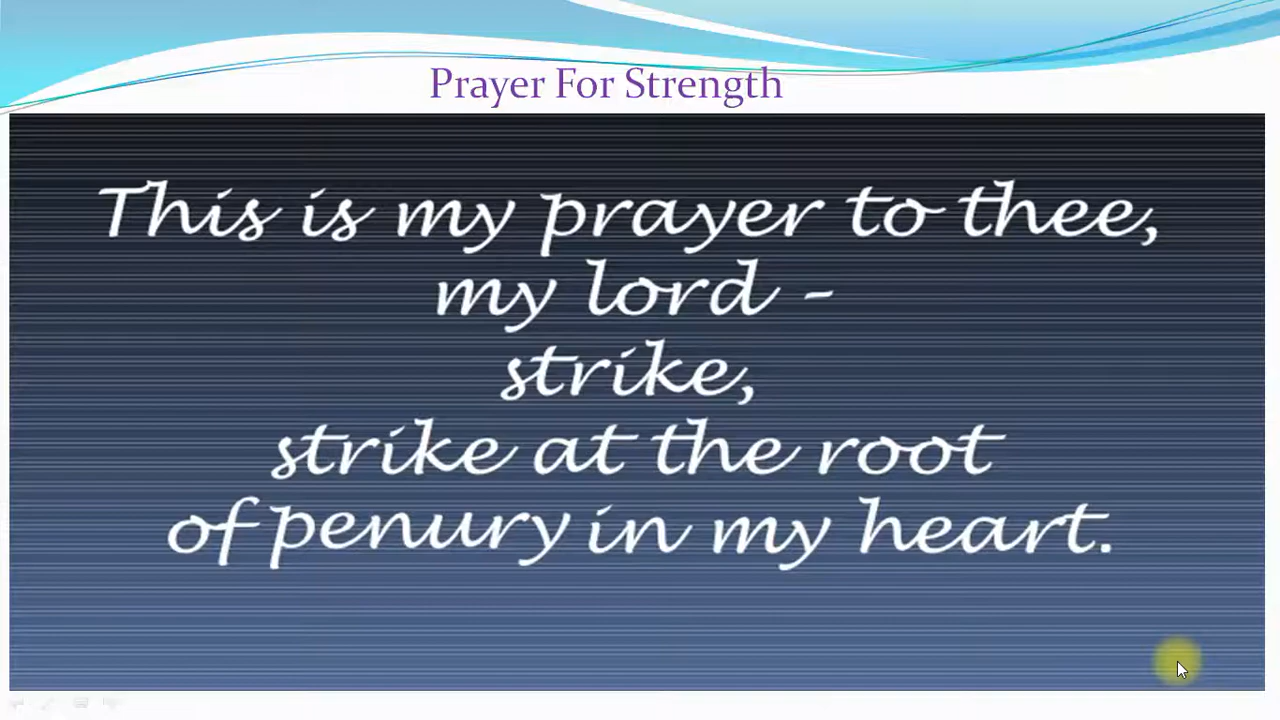 Prayer For Strength
This is my prayer to thee,
my lord –
strike,
strike at the root
of penury in my heart.